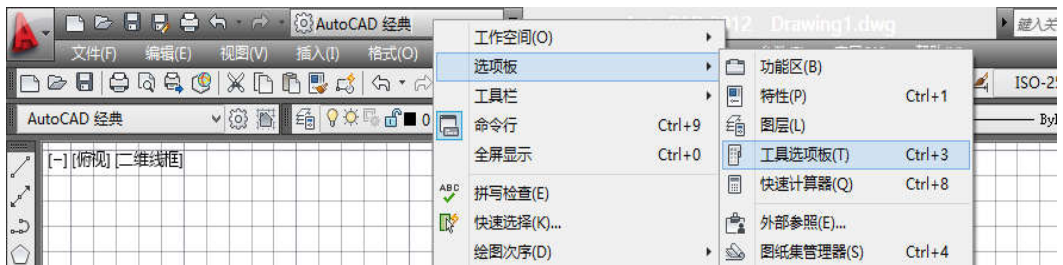 AutoCAD 经典
12 Drawing1.dwg
键入关
文件(F) 编辑(E) 视图(V) 插入(I) 格式(O)
工作空间(O)
选项板
工具栏
命令行 Ctrl+9
全屏显示 Ctrl+0
拼写检查(E)
快速选择(K)...
绘图次序(D)
功能区(B)
特性(P) Ctrl+1
图层(L)
工具选项板(T) Ctrl+3
快速计算器(Q) Ctrl+8
外部参照(E)...
图纸集管理器(S) Ctrl+4
ISO-25
AutoCAD 经典
0
ByL
[-] [俯视] [二维线框]
ABC